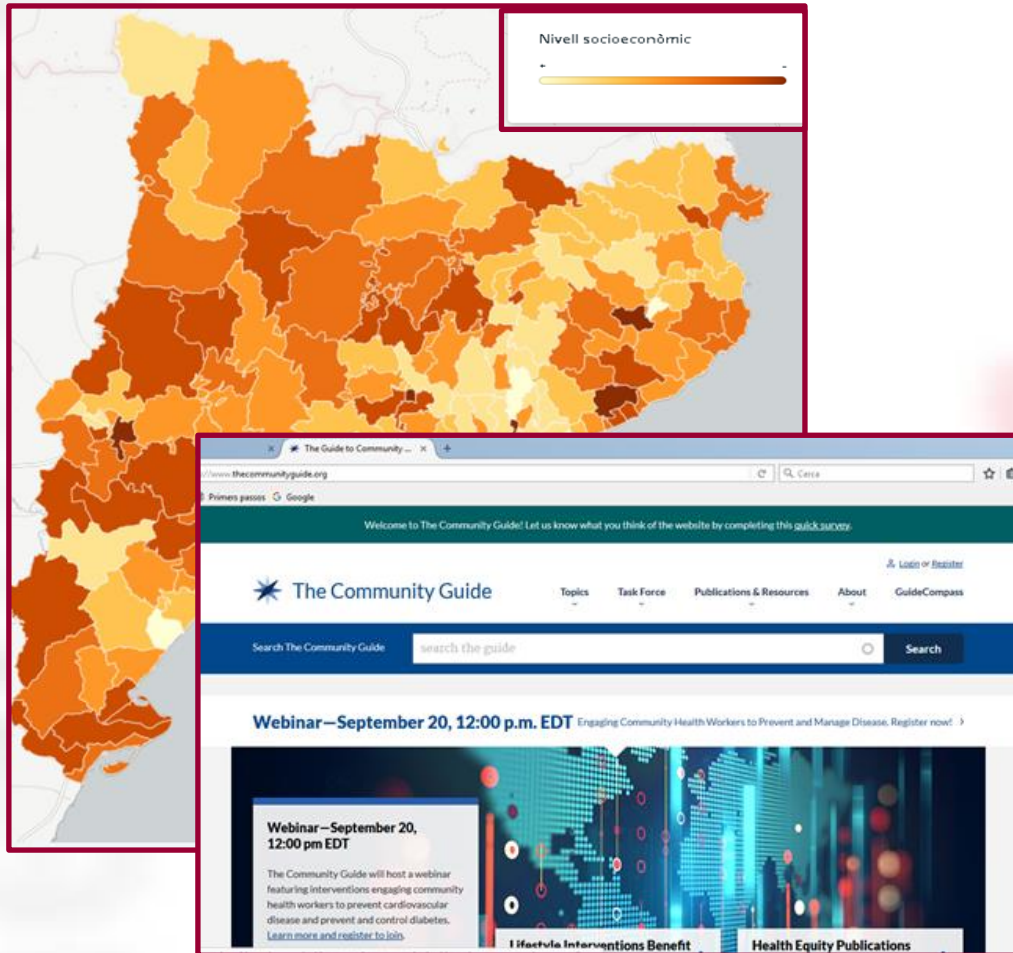 Nivell socioeconòmic
+ -
The Guide to Community ... × +
www.thecommunityguide.org
Cerca
Primers passos Google
Welcome to The Community Guide! Let us know what you think of the website by completing this quick survey.
Login or Register
The Community Guide
Topics Task Force Publications & Resources About GuideCompass
Search The Community Guide
search the guide
Search
Webinar—September 20, 12:00 p.m. EDT Engaging Community Health Workers to Prevent and Manage Disease. Register now! ›
Webinar—September 20,
12:00 pm EDT
The Community Guide will host a webinar
featuring interventions engaging community
health workers to prevent cardiovascular
disease and prevent and control diabetes.
Learn more and register to join.
Lifestyle Interventions Benefit
Health Equity Publications